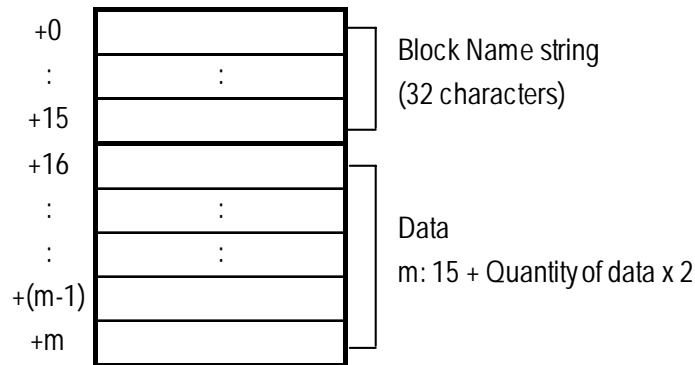 +0
Block Name string
:
:
(32 characters)
+15
+16
:
:
Data
:
:
m: 15 + Quantity of data x 2
+(m-1)
+m